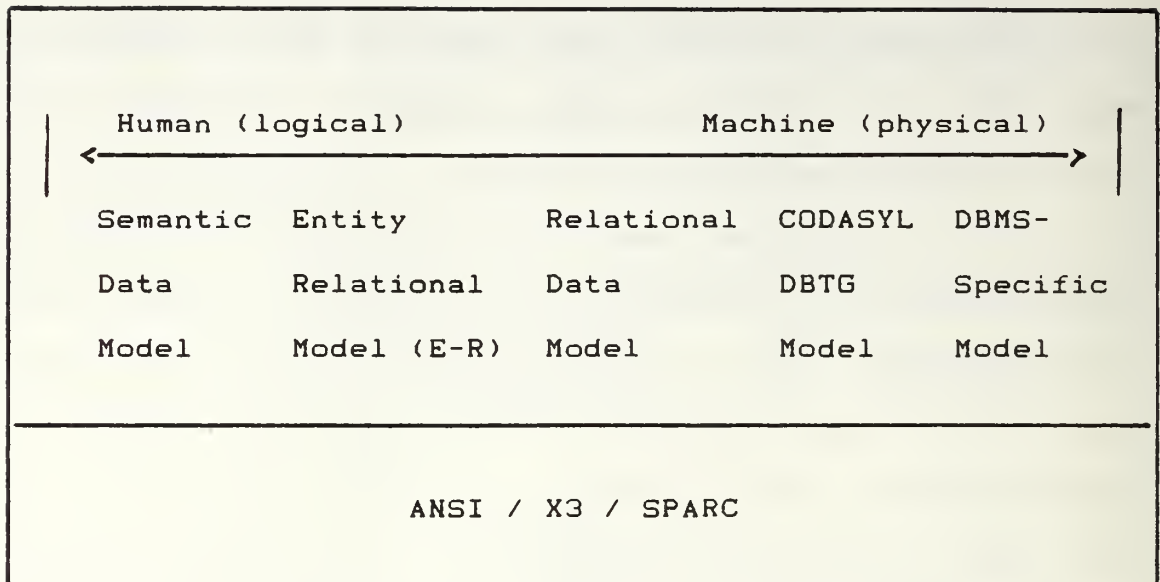 Human (logical) Machine (physical)
Semantic Entity Relational CODASYL DBMS-
Data Relational Data DBTG Specific
Model Model (E-R) Model Model Model
ANSI / X3 / SPARC